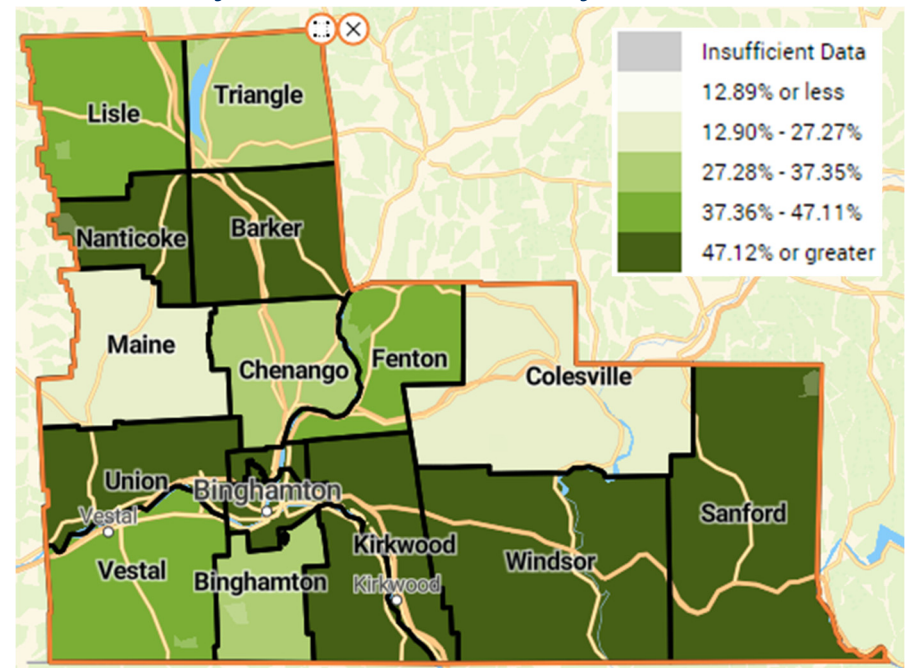 Insufficient Data
12.89% or less
12.90% - 27.27%
27.28% - 37.35%
37.36% - 47.11%
47.12% or greater
Triangle
Lisle
Barker
Nanticoke
Maine
Fenton
Chenango
Colesville
Union
Binghamton
Vestal
Sanford
Kirkwood
Windsor
Vestal
Binghamton
Kirkwood